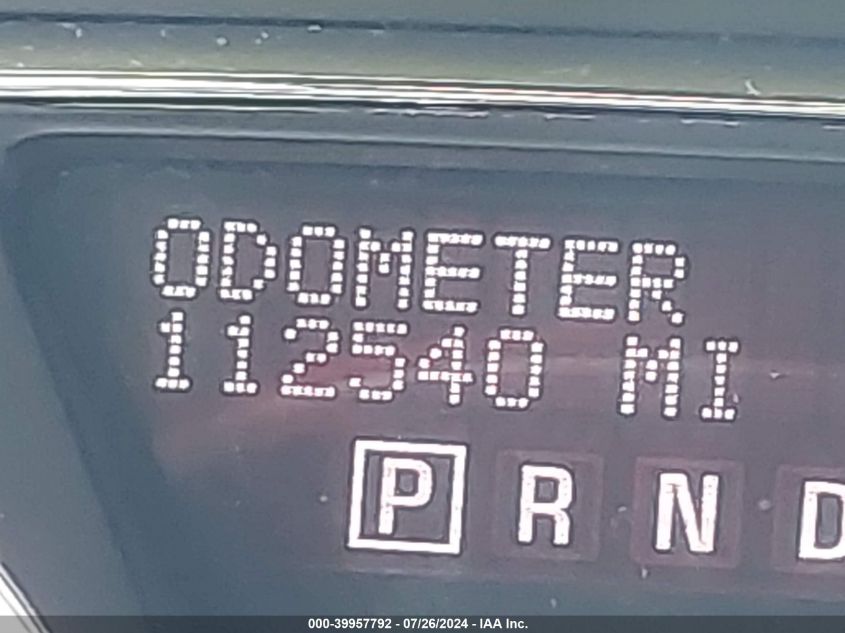 ODOMETER
112540 MI
P R N D
000-39957792 - 07/26/2024 - IAA Inc.